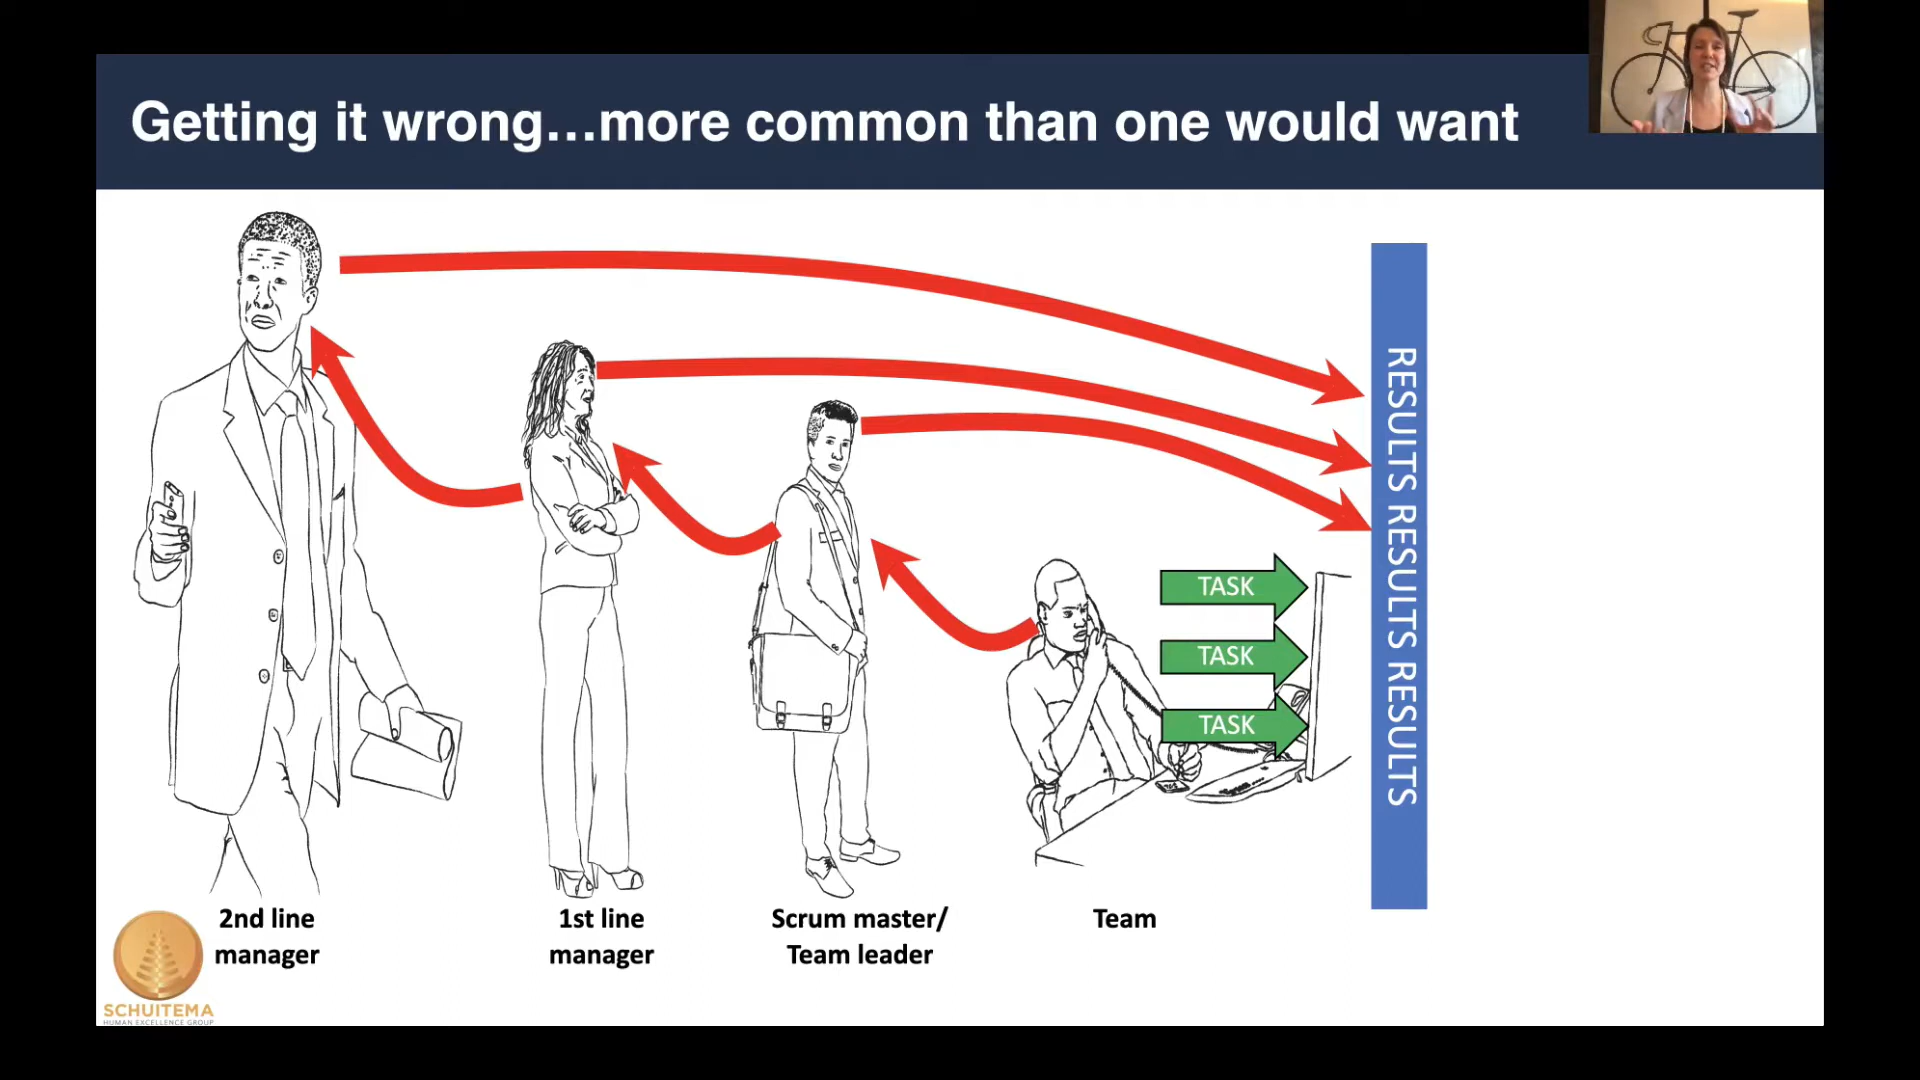 Getting it wrong...more common than one would want
RESULTS RESULTS RESULTS
TASK
TASK
TASK
2nd line
manager
1st line
manager
Scrum master/
Team leader
Team
SCHUITEMA
HUMAN EXCELLENCE GROUP